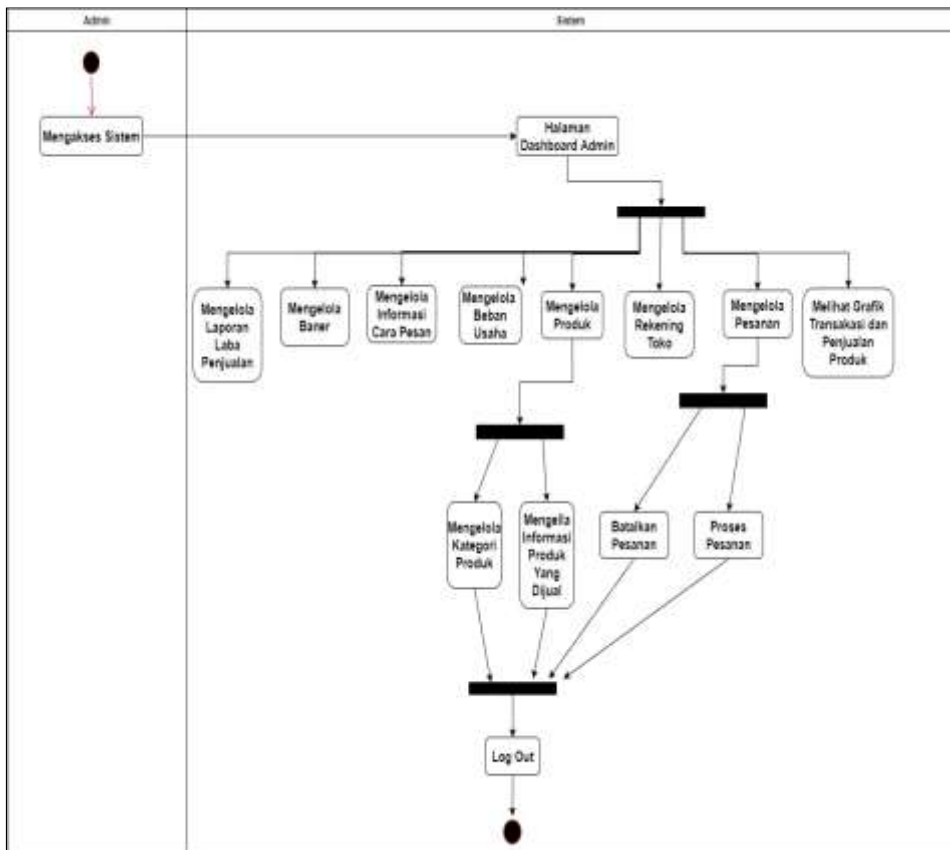 Admin
Sistem
Mengakses Sistem
Halaman
Dashboard Admin
Mengelola
Laporan
Laba
Penjualan
Mengelola
Baner
Mengelola
Informasi
Cara Pesan
Mengelola
Beban
Usaha
Mengelola
Produk
Mengelola
Rekening
Toko
Mengelola
Pesanan
Melihat Grafik
Transakasi dan
Penjualan
Produk
Mengelola
Kategori
Produk
Mengella
Informasi
Produk
Yang
Dijual
Batalkan
Pesanan
Proses
Pesanan
Log Out